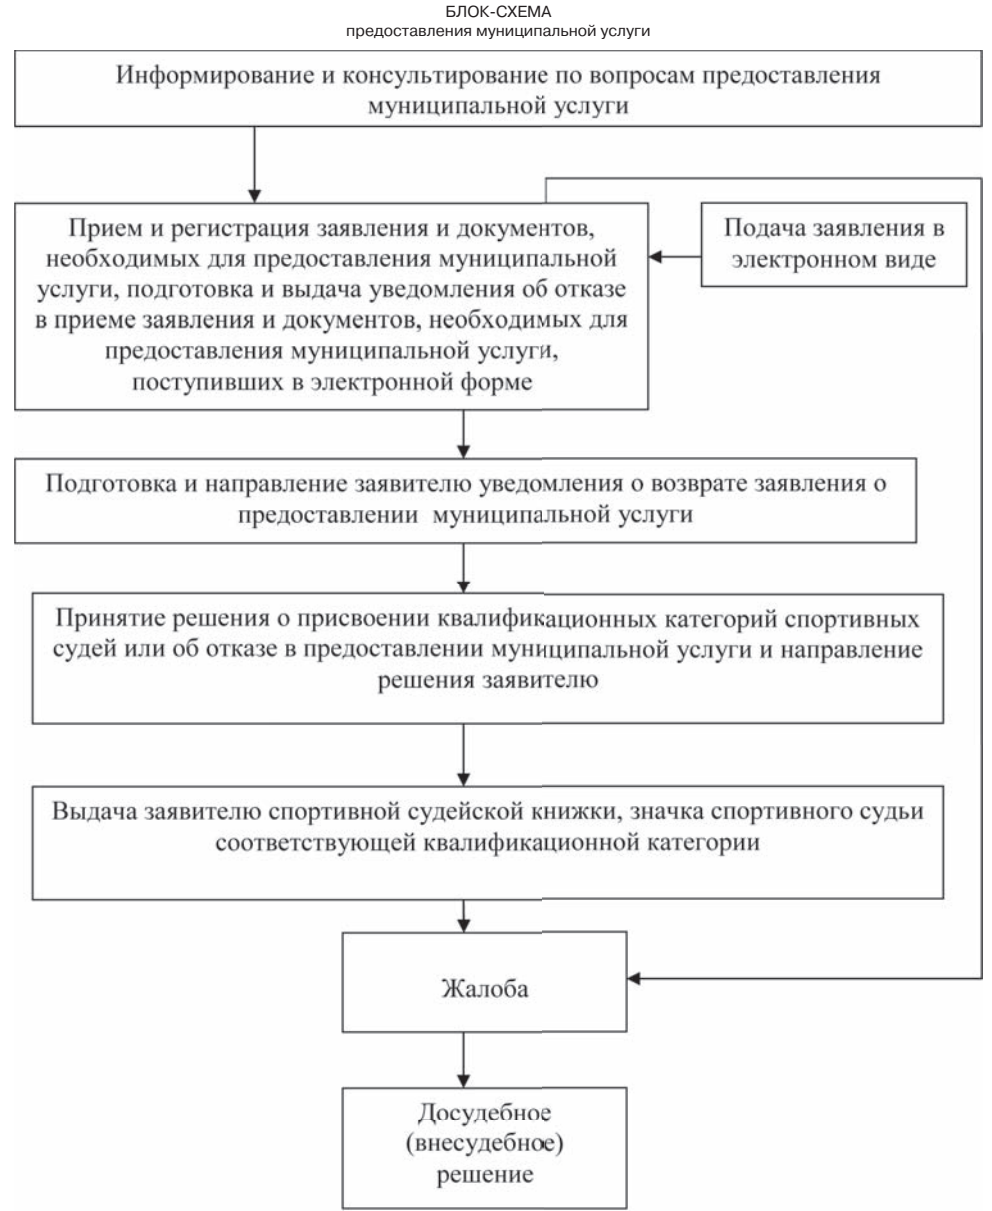 БЛОК-СХЕМА
предоставления муниципальной услуги
Информирование и консультирование по вопросам предоставления
муниципальной услуги
Прием и регистрация заявления и документов,
необходимых для предоставления муниципальной
услуги, подготовка и выдача уведомления об отказе
в приеме заявления и документов, необходимых для
предоставления муниципальной услуги,
поступивших в электронной форме
Подача заявления в
электронном виде
Подготовка и направление заявителю уведомления о возврате заявления о
предоставлении муниципальной услуги
Принятие решения о присвоении квалификационных категорий спортивных
судей или об отказе в предоставлении муниципальной услуги и направление
решения заявителю
Выдача заявителю спортивной судейской книжки, значка спортивного судьи
соответствующей квалификационной категории
Жалоба
Досудебное
(внесудебное)
решение